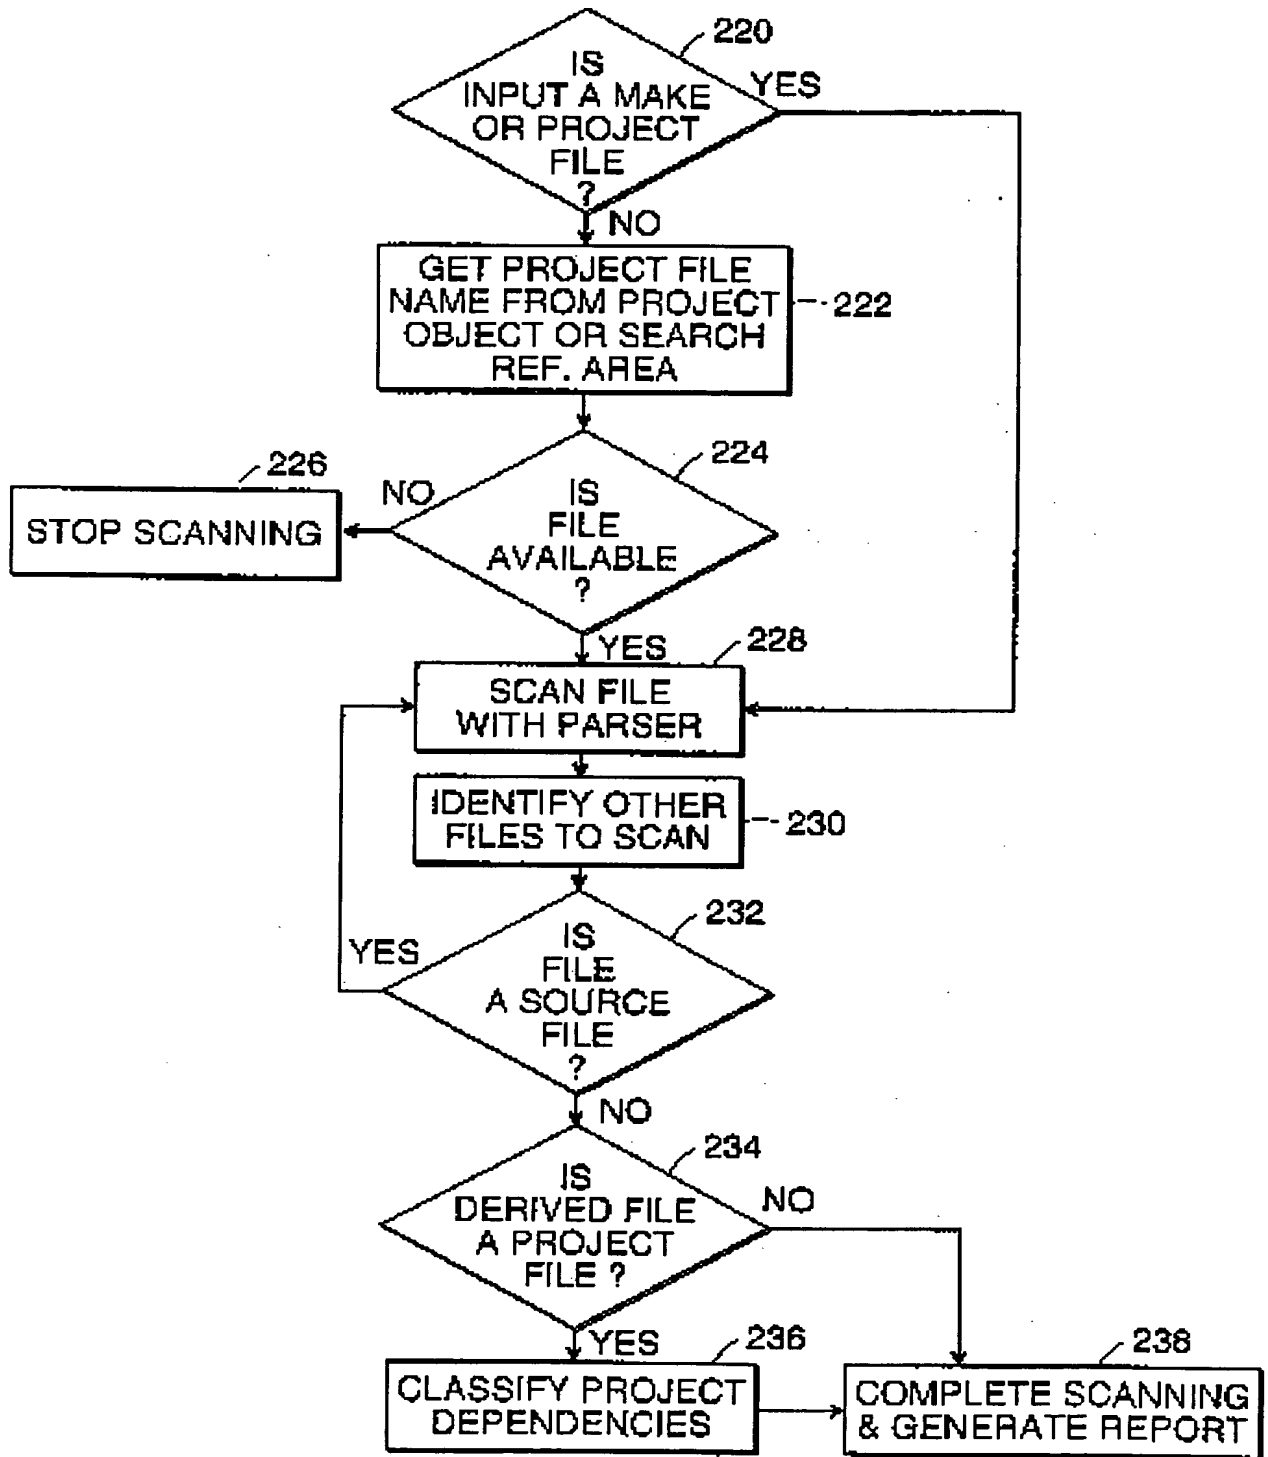 220
IS
INPUT A MAKE
OR PROJECT
FILE
?
YES
NO
GET PROJECT FILE
NAME FROM PROJECT
OBJECT OR SEARCH
REF. AREA
222
224
IS
FILE
AVAILABLE
?
NO
226
STOP SCANNING
YES
228
SCAN FILE
WITH PARSER
IDENTIFY OTHER
FILES TO SCAN
230
232
IS
FILE
A SOURCE
FILE
?
YES
NO
234
IS
DERIVED FILE
A PROJECT
FILE ?
NO
YES
236
CLASSIFY PROJECT
DEPENDENCIES
238
COMPLETE SCANNING
& GENERATE REPORT